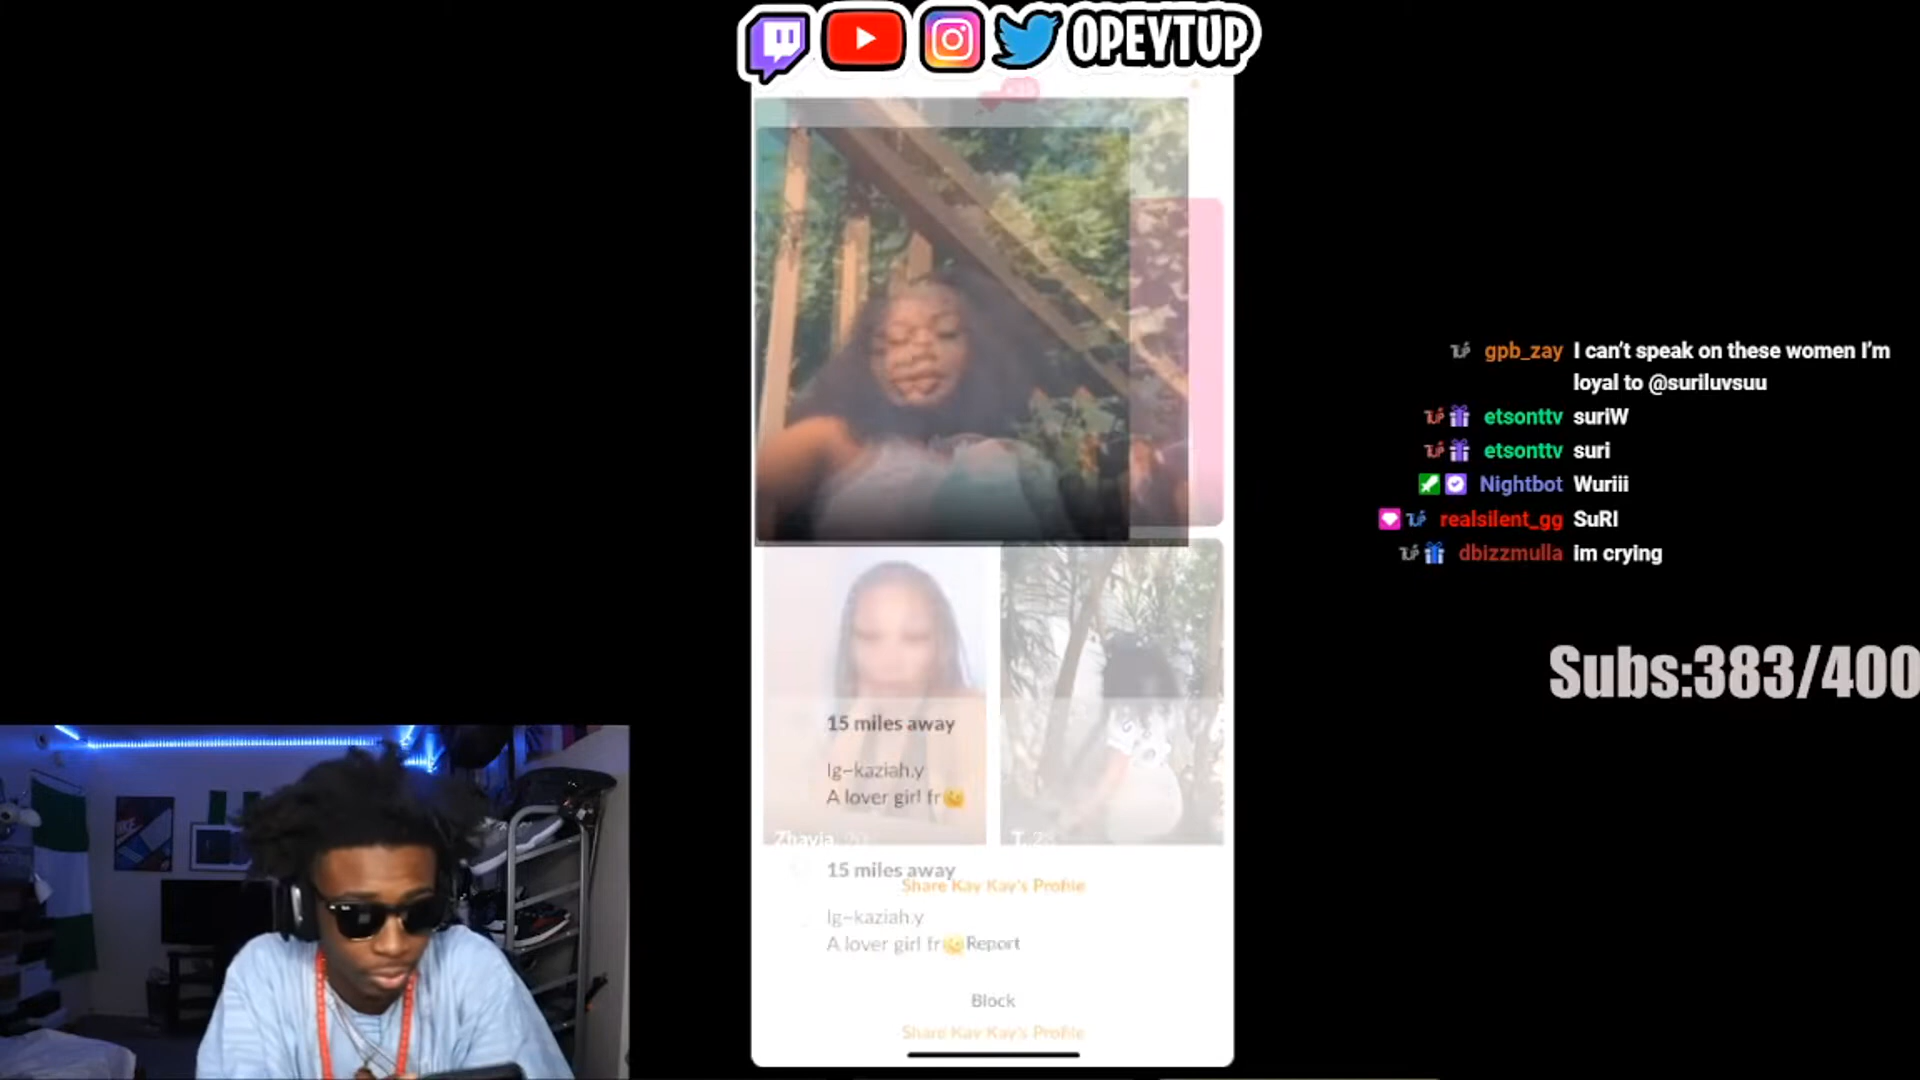 OPEYTUP
gpb_zay I can't speak on these women I'm
loyal to @suriluvsuu
etsonttv suriW
etsonttv suri
Nightbot Wuriii
realsilent_gg SuRI
dbizzmulla im crying
Subs:383/400
15 miles away
Ig~kaziah.y
A lover girl fr
Zhavia
T, 23
15 miles away
Share Kay Kay's Profile
Ig~kaziah.y
A lover girl fr Report
Block
Share Kay Kay's Profile